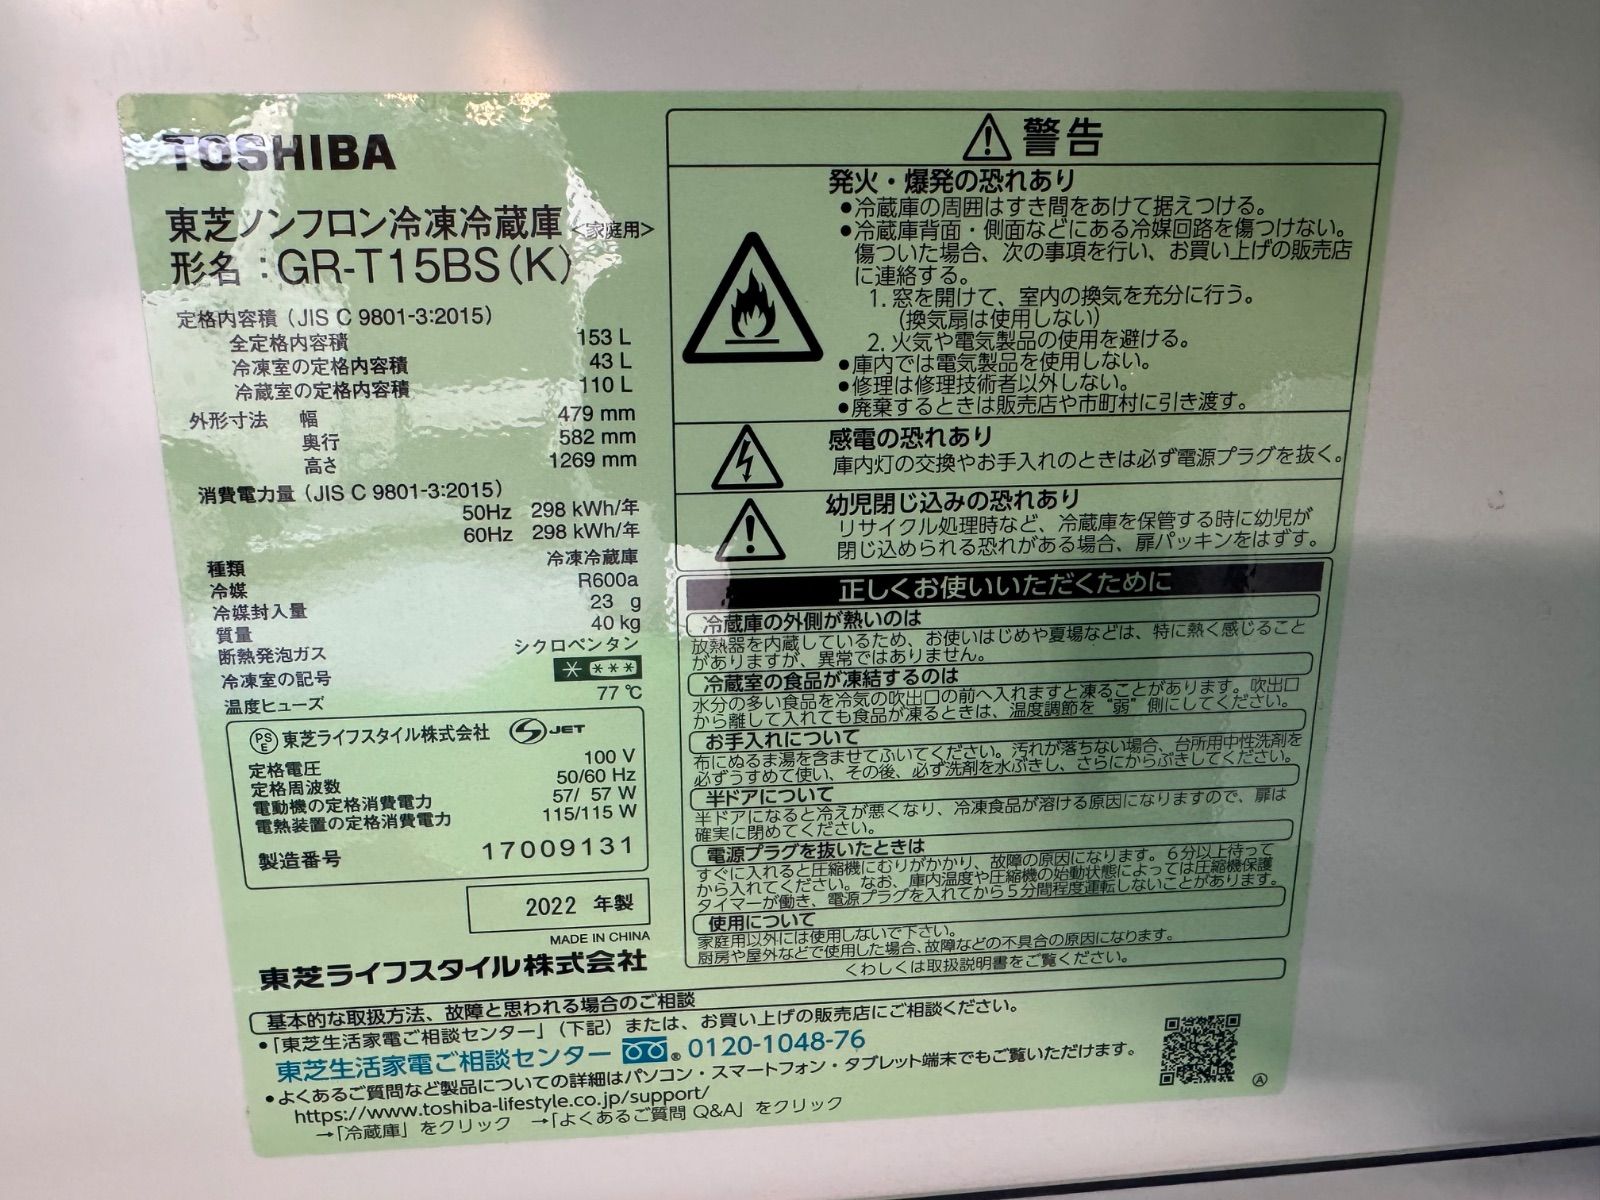 TOSHIBA
東芝ノンフロン冷凍冷蔵庫 <家庭用>
形名：GR-T15BS(K)
定格内容積 (JIS C 9801-3:2015)
全定格内容積 153 L
冷凍室の定格内容積 43 L
冷蔵室の定格内容積 110 L
外形寸法 幅 479 mm
奥行 582 mm
高さ 1269 mm
消費電力量 (JIS C 9801-3:2015)
50Hz 298 kWh/年
60Hz 298 kWh/年
種類 冷凍冷蔵庫
冷媒 R600a
冷媒封入量 23 g
質量 40 kg
断熱発泡ガス シクロペンタン
冷凍室の記号 * ***
温度ヒューズ 77 ℃
PSE 東芝ライフスタイル株式会社 JET
定格電圧 100 V
定格周波数 50/60 Hz
電動機の定格消費電力 57/ 57 W
電熱装置の定格消費電力 115/115 W
製造番号 17009131
2022 年製
MADE IN CHINA
東芝ライフスタイル株式会社
⚠ 警告
発火・爆発の恐れあり
●冷蔵庫の周囲はすき間をあけて据えつける。
●冷蔵庫背面・側面などにある冷媒回路を傷つけない。
傷ついた場合、次の事項を行い、お買い上げの販売店
に連絡する。
1. 窓を開けて、室内の換気を充分に行う。
(換気扇は使用しない)
2. 火気や電気製品の使用を避ける。
●庫内では電気製品を使用しない。
●修理は修理技術者以外しない。
●廃棄するときは販売店や市町村に引き渡す。
感電の恐れあり
庫内灯の交換やお手入れのときは必ず電源プラグを抜く。
幼児閉じ込みの恐れあり
リサイクル処理時など、冷蔵庫を保管する時に幼児が
閉じ込められる恐れがある場合、扉パッキンをはずす。
正しくお使いいただくために
冷蔵庫の外側が熱いのは
放熱器を内蔵しているため、お使いはじめや夏場などは、特に熱く感じること
がありますが、異常ではありません。
冷蔵室の食品が凍結するのは
水分の多い食品を冷気の吹出口の前へ入れますと凍ることがあります。吹出口
から離して入れても食品が凍るときは、温度調節を“弱”側にしてください。
お手入れについて
布にぬるま湯を含ませてふいてください。汚れが落ちない場合、台所用中性洗剤を
必ずうすめて使い、その後、必ず洗剤を水ぶきし、さらにからぶきしてください。
半ドアについて
半ドアになると冷えが悪くなり、冷凍食品が溶ける原因になりますので、扉は
確実に閉めてください。
電源プラグを抜いたときは
すぐに入れると圧縮機にむりがかかり、故障の原因になります。6分以上待って
から入れてください。なお、庫内温度や圧縮機の始動状態によっては圧縮機保護
タイマーが働き、電源プラグを入れてから5分間程度運転しないことがあります。
使用について
家庭用以外には使用しないで下さい。
厨房や屋外などで使用した場合、故障などの不具合の原因になります。
くわしくは取扱説明書をご覧ください。
基本的な取扱方法、故障と思われる場合のご相談
●「東芝生活家電ご相談センター」(下記) または、お買い上げの販売店にご相談ください。
東芝生活家電ご相談センター ® 0120-1048-76
●よくあるご質問など製品についての詳細はパソコン・スマートフォン・タブレット端末でもご覧いただけます。
https://www.toshiba-lifestyle.co.jp/support/
→「冷蔵庫」をクリック →「よくあるご質問 Q&A」をクリック
Ⓐ